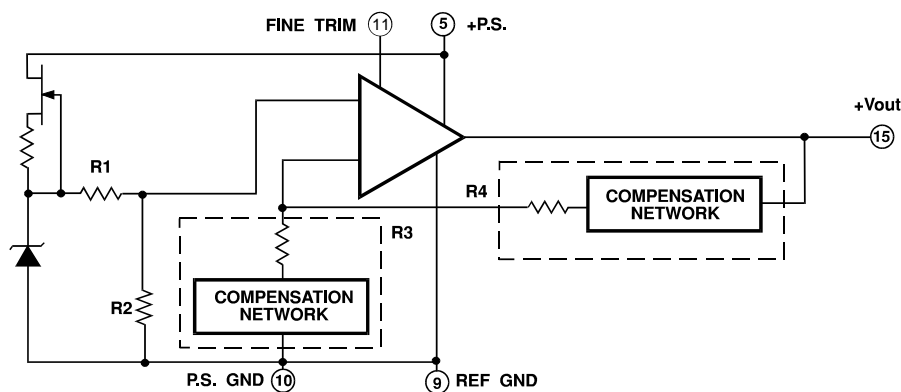 FINE TRIM 11
5 +P.S.
+Vout
15
R1
R4
COMPENSATION
NETWORK
R3
R2
COMPENSATION
NETWORK
P.S. GND 10
9 REF GND